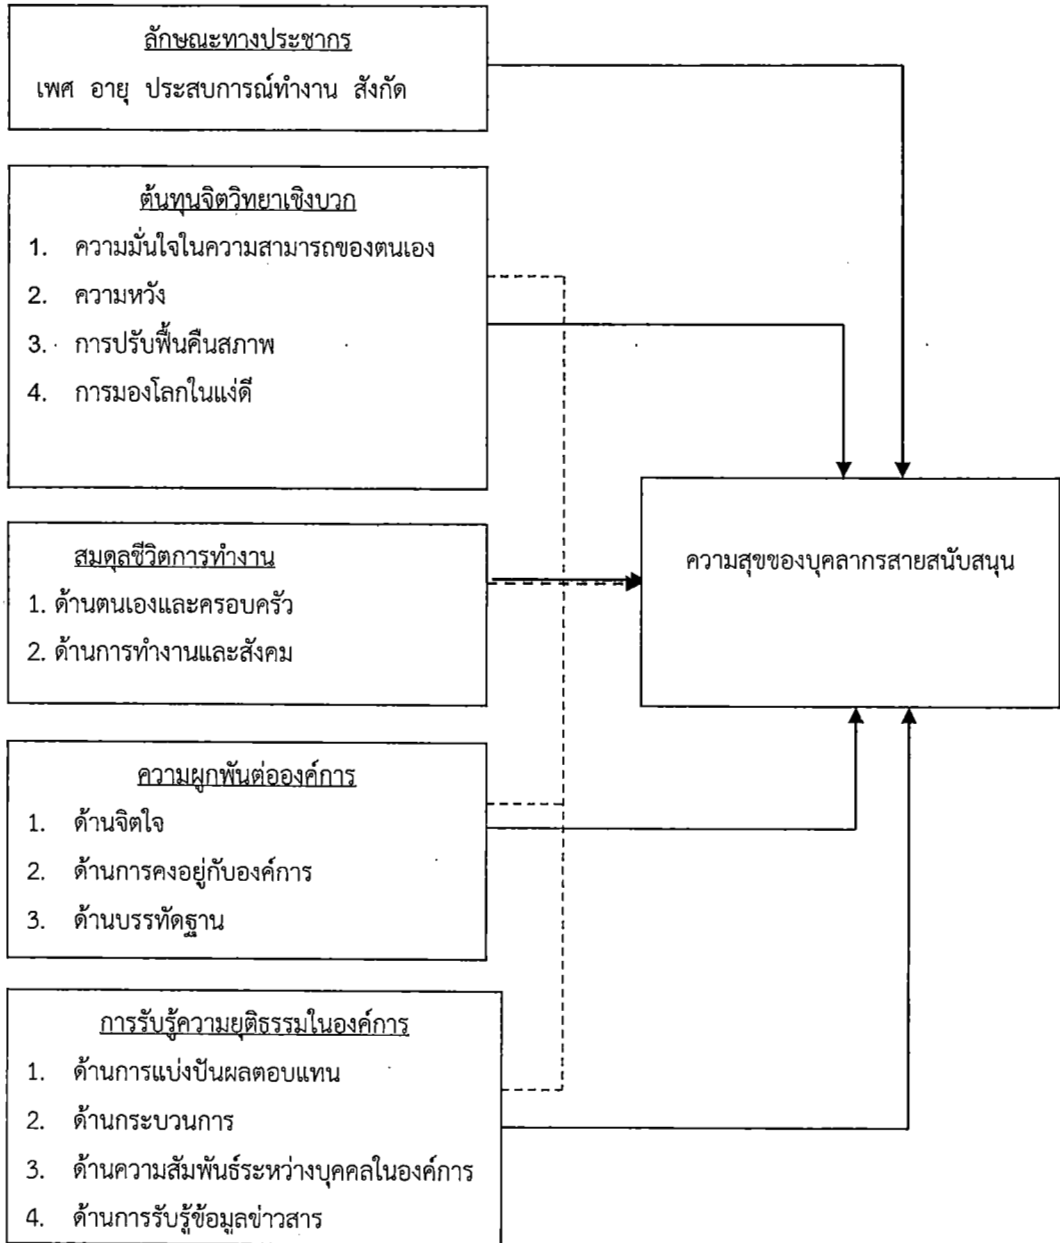 ลักษณะทางประชากร
เพศ อายุ ประสบการณ์ทำงาน สังกัด
ต้นทุนจิตวิทยาเชิงบวก
1. ความมั่นใจในความสามารถของตนเอง
2. ความหวัง
3. การปรับฟื้นคืนสภาพ
4. การมองโลกในแง่ดี
สมดุลชีวิตการทำงาน
1. ด้านตนเองและครอบครัว
2. ด้านการทำงานและสังคม
ความสุขของบุคลากรสายสนับสนุน
ความผูกพันต่อองค์การ
1. ด้านจิตใจ
2. ด้านการคงอยู่กับองค์การ
3. ด้านบรรทัดฐาน
การรับรู้ความยุติธรรมในองค์การ
1. ด้านการแบ่งปันผลตอบแทน
2. ด้านกระบวนการ
3. ด้านความสัมพันธ์ระหว่างบุคคลในองค์การ
4. ด้านการรับรู้ข้อมูลข่าวสาร